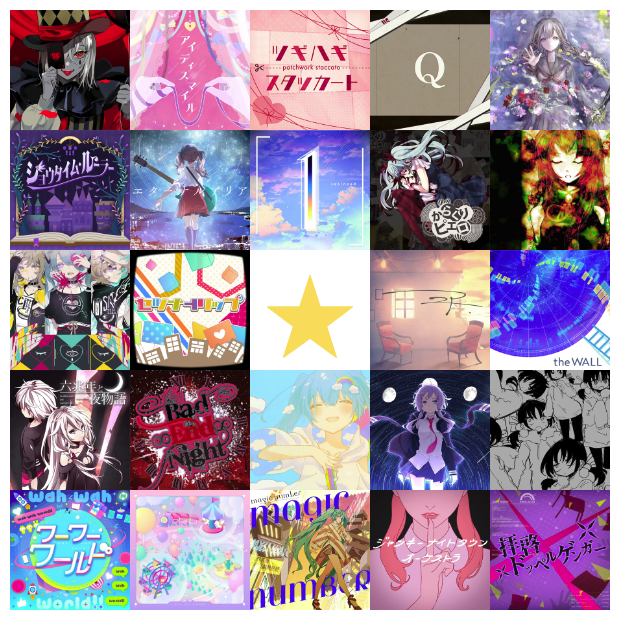 アイ
ディスマイル
ツギハギ
patchwork staccato
スタッカート
Q
ショウタイム・ルーラー
エタ
リア
からくり
ピエロ
セツナトリップ
the WALL
六兆年と
一夜物語
Bad
End
Night
wah wah
ワーワー
ワールド
world!!
magic number
MAGIC
NUMBER
ジャンキーナイトタウン
オーケストラ
拝啓
ドッペルゲンガー